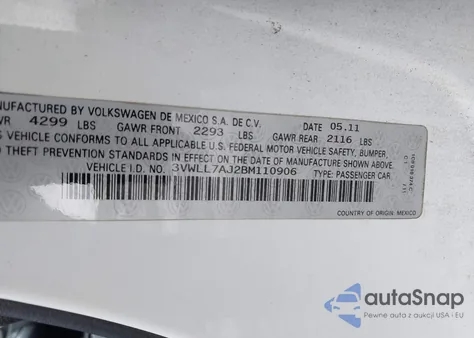 NUFACTURED BY VOLKSWAGEN DE MEXICO S.A. DE C.V. DATE 05.11
WR 4299 LBS GAWR FRONT 2293 LBS GAWR REAR 2116 LBS
S VEHICLE CONFORMS TO ALL APPLICABLE U.S. FEDERAL MOTOR VEHICLE SAFETY, BUMPER,
THEFT PREVENTION STANDARDS IN EFFECT ON THE DATE OF MANUFACTURE SHOWN ABOVE.
VEHICLE I.D. NO. 3VWLL7AJ2BM110906 TYPE: PASSENGER CAR
COUNTRY OF ORIGIN: MEXICO
autoSnap
Pewne auta z aukcji USA i EU